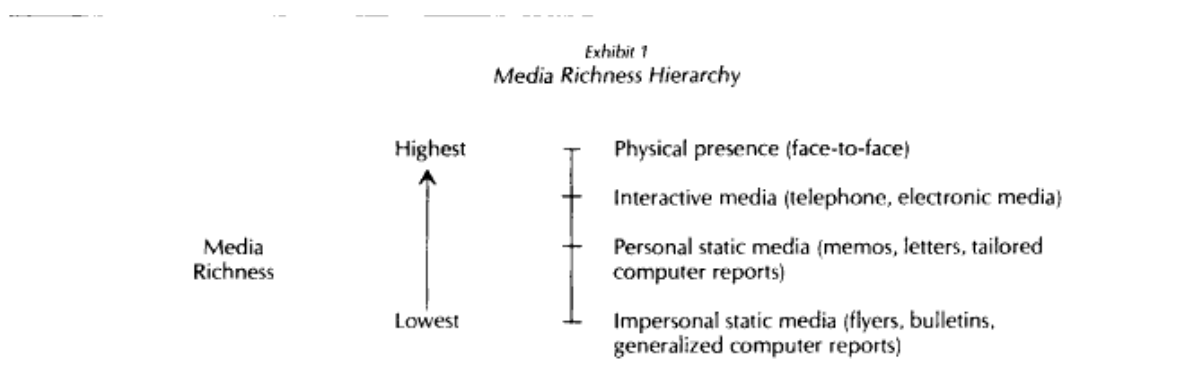 Exhibit 1
Media Richness Hierarchy
Highest
Physical presence (face-to-face)
Interactive media (telephone, electronic media)
Media
Richness
Personal static media (memos, letters, tailored
computer reports)
Lowest
Impersonal static media (flyers, bulletins,
generalized computer reports)